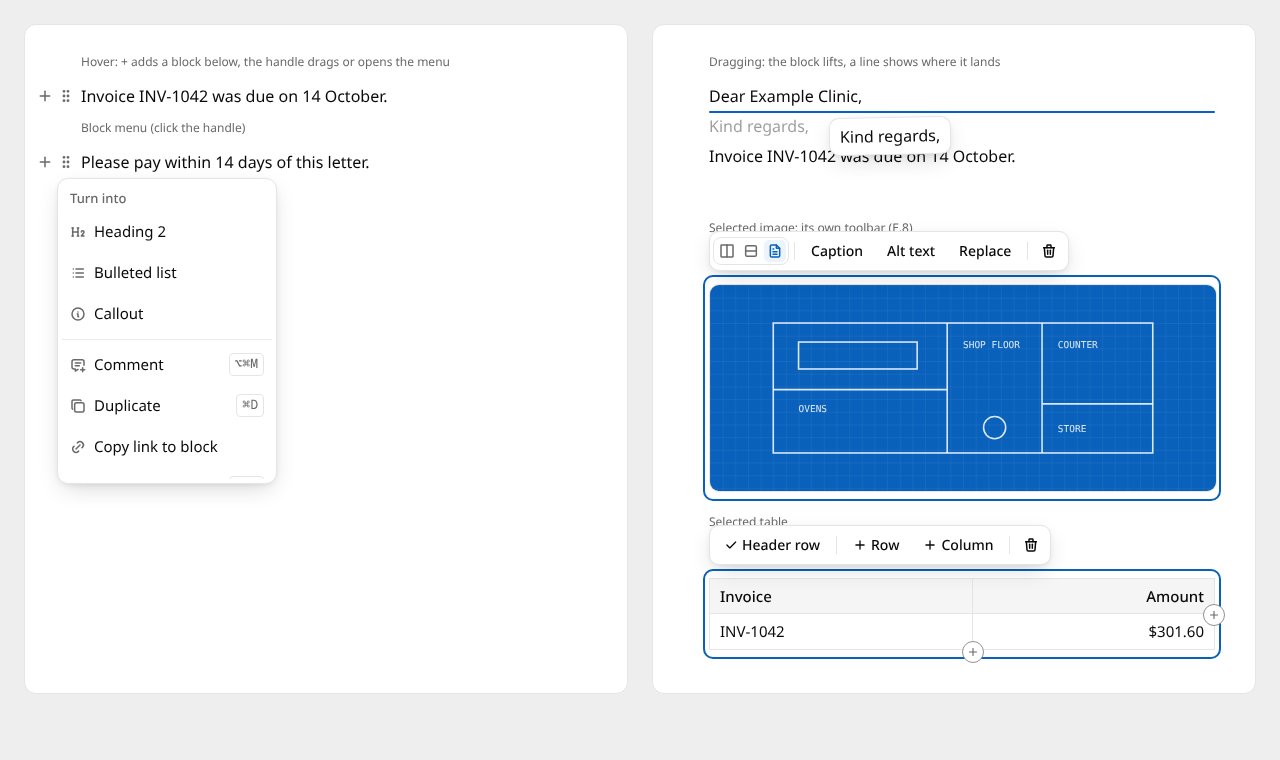 Hover: + adds a block below, the handle drags or opens the menu
Invoice INV-1042 was due on 14 October.
Block menu (click the handle)
Please pay within 14 days of this letter.
Turn into
Heading 2
Bulleted list
Callout
Comment ⌥⌘M
Duplicate ⌘D
Copy link to block
Dragging: the block lifts, a line shows where it lands
Dear Example Clinic,
Kind regards,
Kind regards,
Invoice INV-1042 was due on 14 October.
Selected image: its own toolbar (F.8)
Caption Alt text Replace
SHOP FLOOR COUNTER
OVENS
STORE
Selected table
Header row + Row + Column
Invoice Amount
INV-1042 $301.60